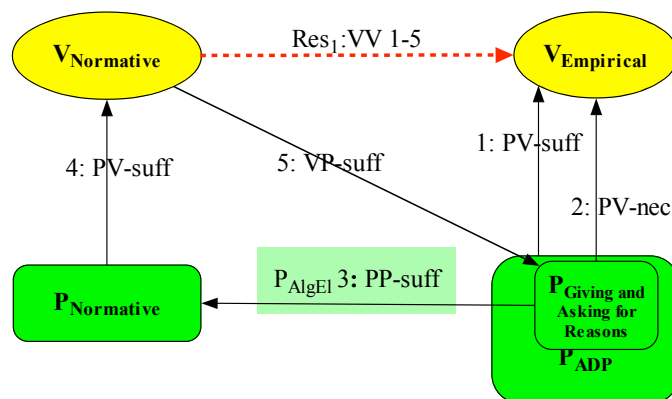 Res1:VV 1-5
VNormative
VEmpirical
1: PV-suff
4: PV-suff
5: VP-suff
2: PV-nec
PAlgEl 3: PP-suff
PNormative
PGiving and
Asking for
Reasons
PADP